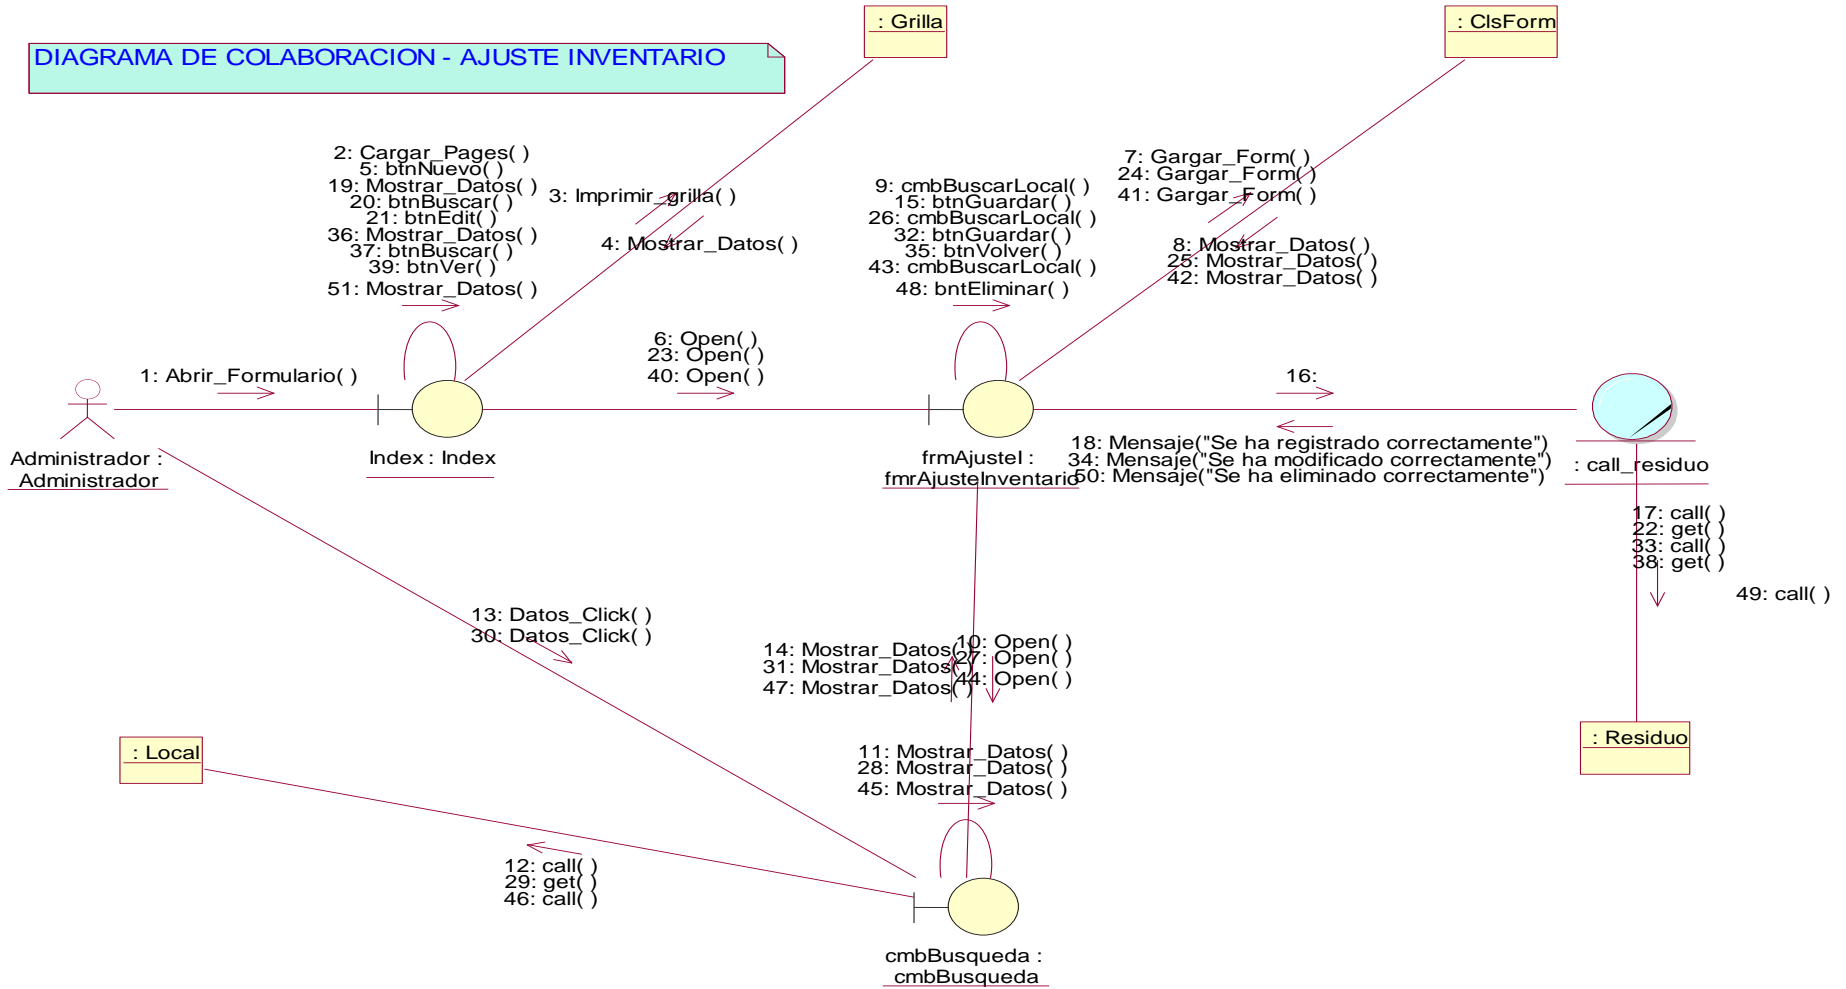 : Grilla
: ClsForm
DIAGRAMA DE COLABORACION - AJUSTE INVENTARIO
2: Cargar_Pages( )
5: btnNuevo( )
19: Mostrar_Datos( )
20: btnBuscar( )
21: btnEdit( )
36: Mostrar_Datos( )
37: btnBuscar( )
39: btnVer( )
51: Mostrar_Datos( )
3: Imprimir_grilla( )
4: Mostrar_Datos( )
9: cmbBuscarLocal( )
15: btnGuardar( )
26: cmbBuscarLocal( )
32: btnGuardar( )
35: btnVolver( )
43: cmbBuscarLocal( )
48: bntEliminar( )
7: Gargar_Form( )
24: Gargar_Form( )
41: Gargar_Form( )
8: Mostrar_Datos( )
25: Mostrar_Datos( )
42: Mostrar_Datos( )
1: Abrir_Formulario( )
6: Open( )
23: Open( )
40: Open( )
16:
18: Mensaje("Se ha registrado correctamente")
34: Mensaje("Se ha modificado correctamente")
50: Mensaje("Se ha eliminado correctamente")
Administrador :
Administrador
Index : Index
frmAjusteI :
fmrAjusteInventario
: call_residuo
17: call( )
22: get( )
33: call( )
38: get( )
49: call( )
13: Datos_Click( )
30: Datos_Click( )
14: Mostrar_Datos( )
31: Mostrar_Datos( )
47: Mostrar_Datos( )
10: Open( )
27: Open( )
44: Open( )
: Local
: Residuo
11: Mostrar_Datos( )
28: Mostrar_Datos( )
45: Mostrar_Datos( )
12: call( )
29: get( )
46: call( )
cmbBusqueda :
cmbBusqueda